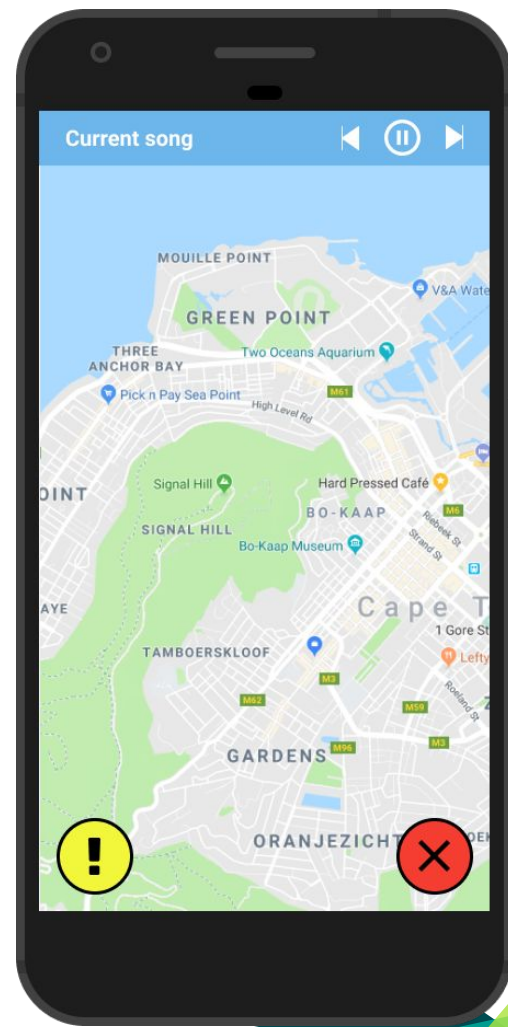 Current song
MOUILLE POINT
V&A Wate
GREEN POINT
THREE
ANCHOR BAY
Two Oceans Aquarium
Pick n Pay Sea Point
M61
High Level Rd
OINT
Signal Hill
Hard Pressed Café
BO-KAAP
M6
Riebeek St
SIGNAL HILL
Strand St
Bo-Kaap Museum
AYE
Cape T
1 Gore St
TAMBOERSKLOOF
Lefty
M3
Roeland St
M62
M59
Z
GARDENS
M96
M3
ORANJEZICHT
OEK
!